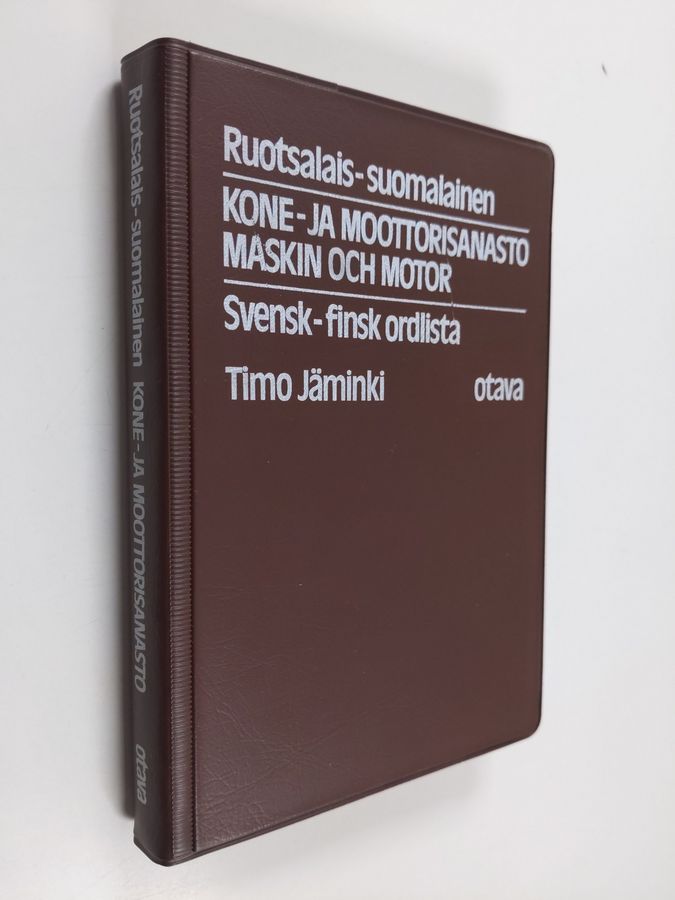 Ruotsalais-suomalainen
KONE-JA MOOTTORISANASTO
MASKIN OCH MOTOR
Svensk-finsk ordlista
Timo Jäminki otava
Ruotsalais-suomalainen KONE-JA MOOTTORISANASTO otava